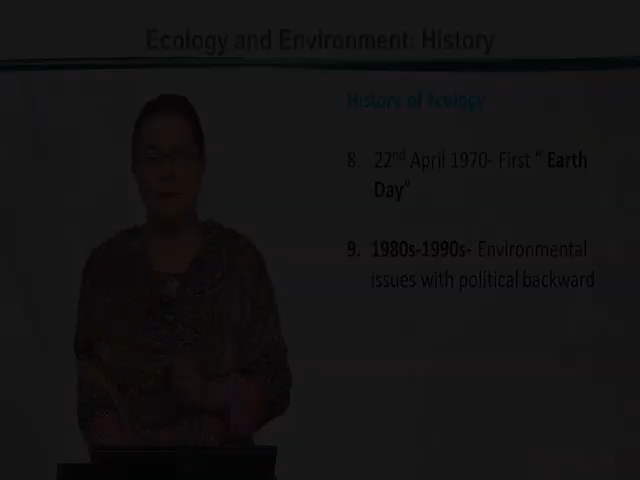 Ecology and Environment: History
History of Ecology
8. 22nd April 1970- First " Earth
Day"
9. 1980s-1990s- Environmental
issues with political backward